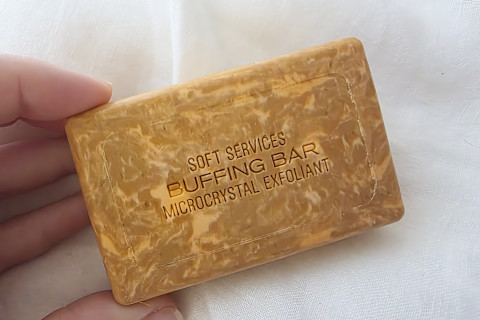 SOFT SERVICES
BUFFING BAR
MICROCRYSTAL EXFOLIANT